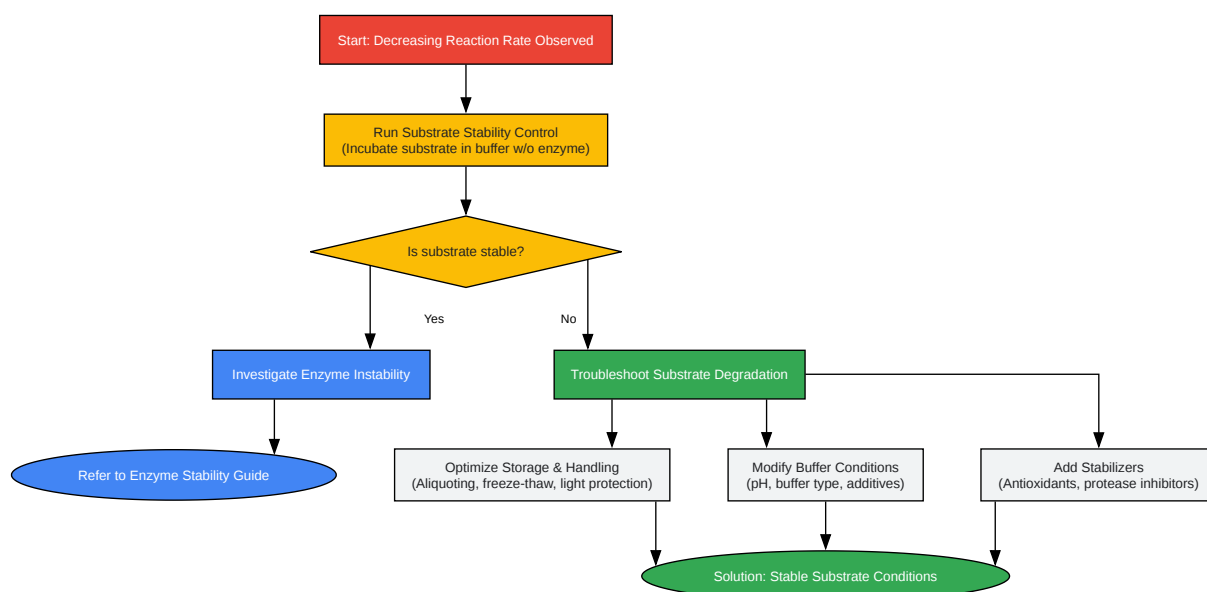 Start: Decreasing Reaction Rate Observed
Run Substrate Stability Control
(Incubate substrate in buffer w/o enzyme)
Is substrate stable?
Yes
No
Investigate Enzyme Instability
Troubleshoot Substrate Degradation
Refer to Enzyme Stability Guide
Optimize Storage & Handling
(Aliquoting, freeze-thaw, light protection)
Modify Buffer Conditions
(pH, buffer type, additives)
Add Stabilizers
(Antioxidants, protease inhibitors)
Solution: Stable Substrate Conditions